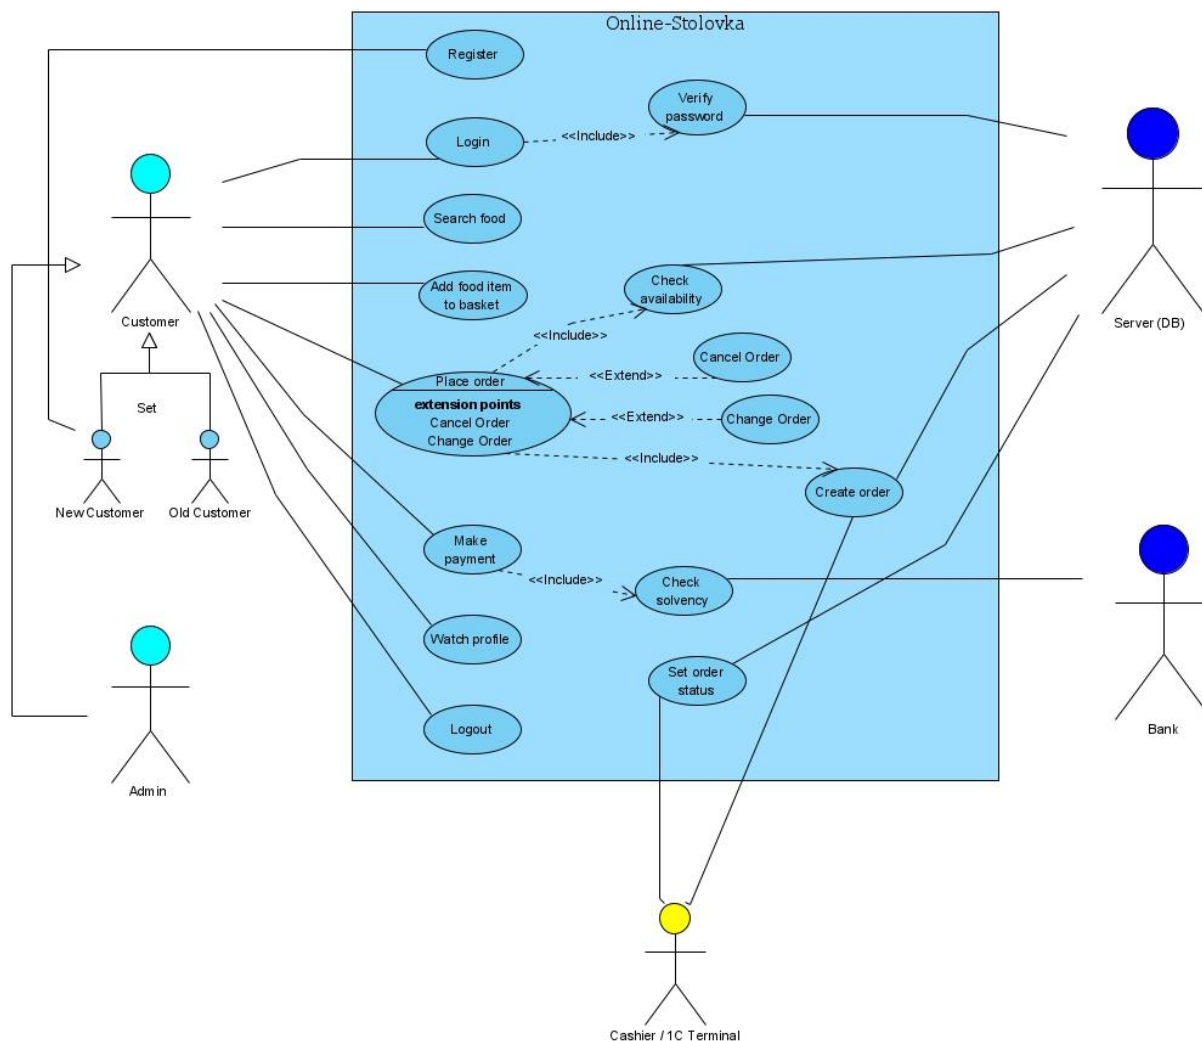 Online-Stolovka
Register
Verify
password
<<Include>>
Login
Search food
Check
availability
Add food item
to basket
Customer
Server (DB)
<<Include>>
Cancel Order
<<Extend>>
Place order
extension points
Cancel Order
Change Order
<<Extend>>
Change Order
Set
<<Include>>
Create order
New Customer
Old Customer
Make
payment
<<Include>>
Check
solvency
Watch profile
Set order
status
Logout
Bank
Admin
Cashier / 1C Terminal